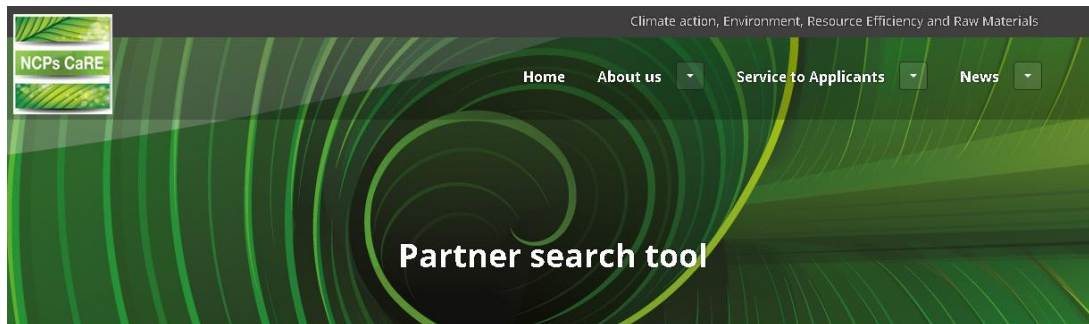 Climate action, Environment, Resource Efficiency and Raw Materials
NCPs CaRE
Home About us Service to Applicants News
Partner search tool